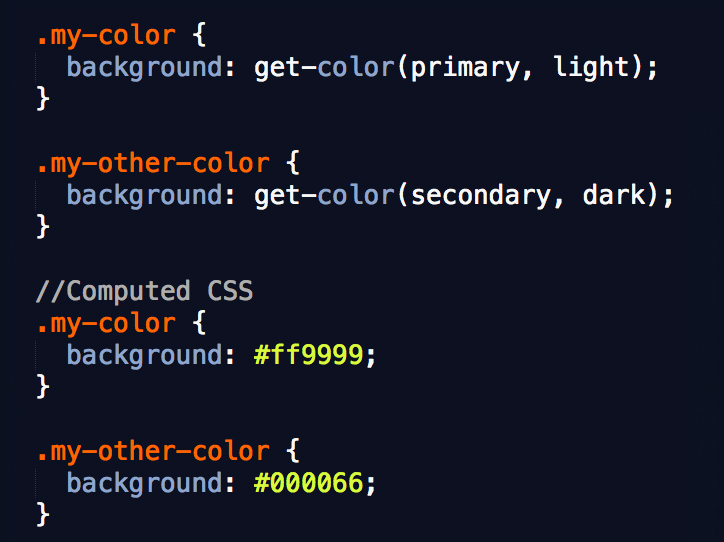 .my-color {
  background: get-color(primary, light);
}

.my-other-color {
  background: get-color(secondary, dark);
}

//Computed CSS
.my-color {
  background: #ff9999;
}

.my-other-color {
  background: #000066;
}